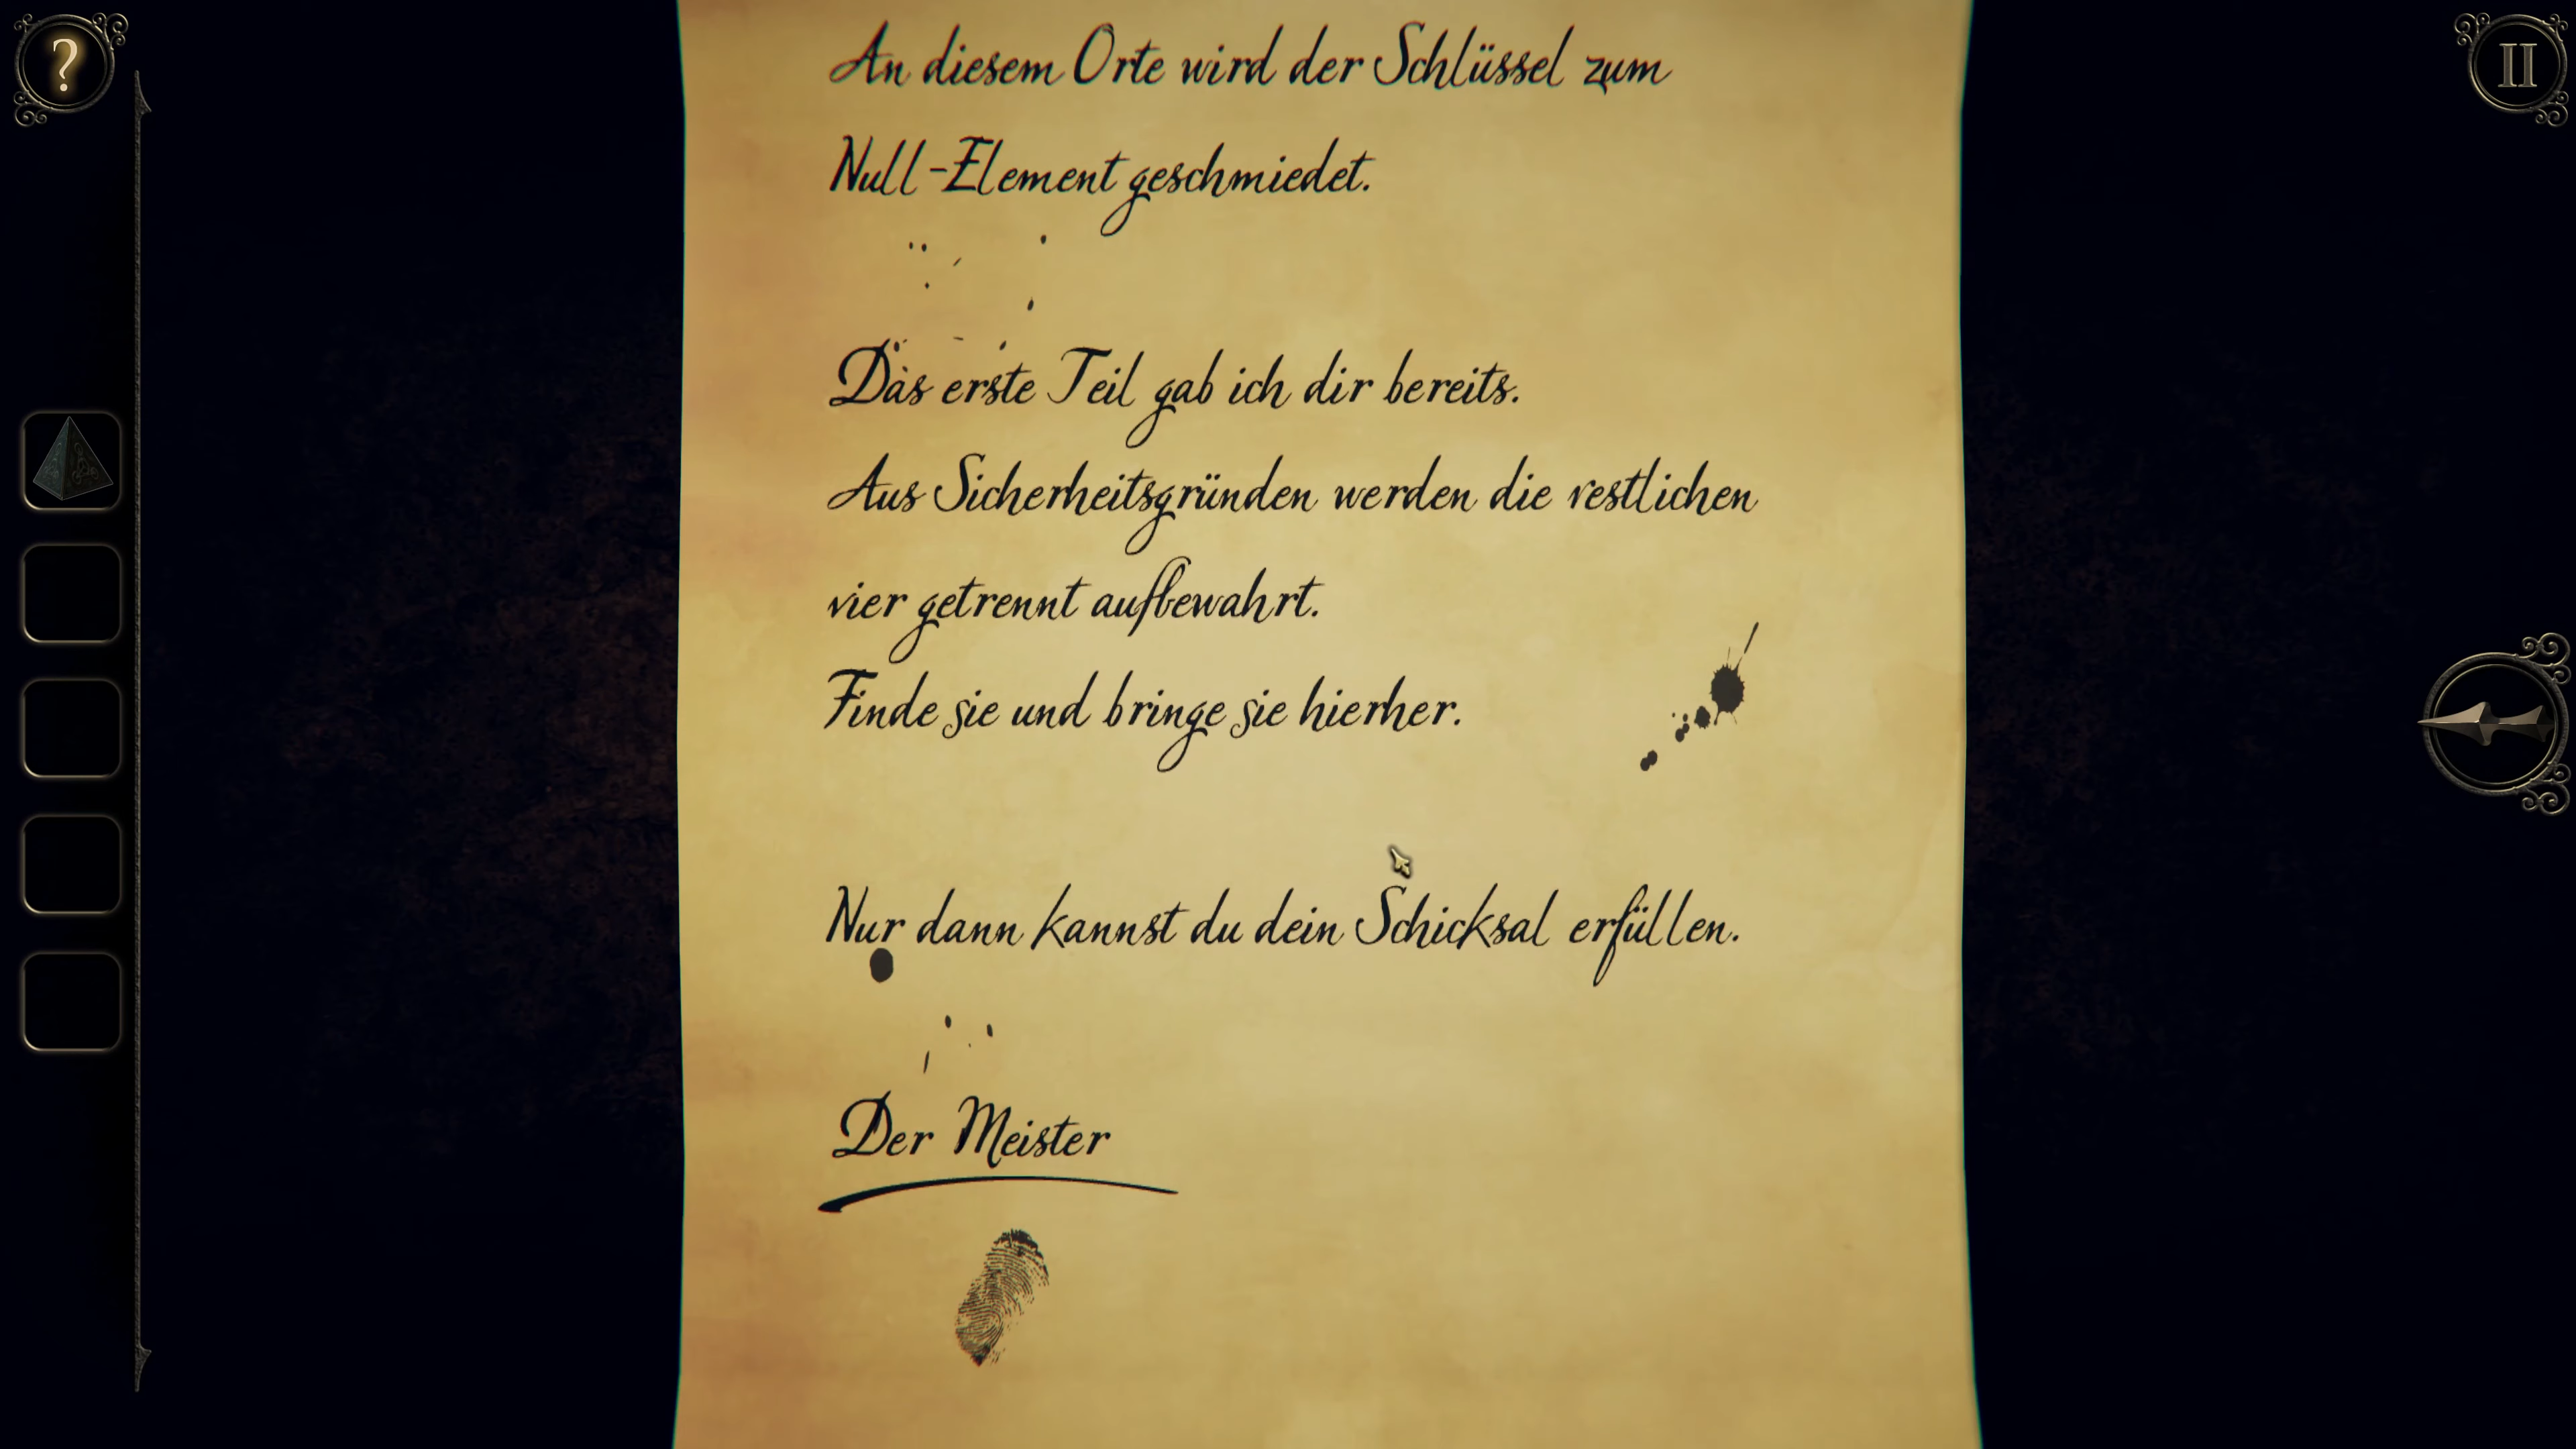 An diesem Orte wird der Schlüssel zum
Null-Element geschmiedet.
Das erste Teil gab ich dir bereits.
Aus Sicherheitsgründen werden die restlichen
vier getrennt aufbewahrt.
Finde sie und bringe sie hierher.
Nur dann kannst du dein Schicksal erfüllen.
Der Meister
?
II